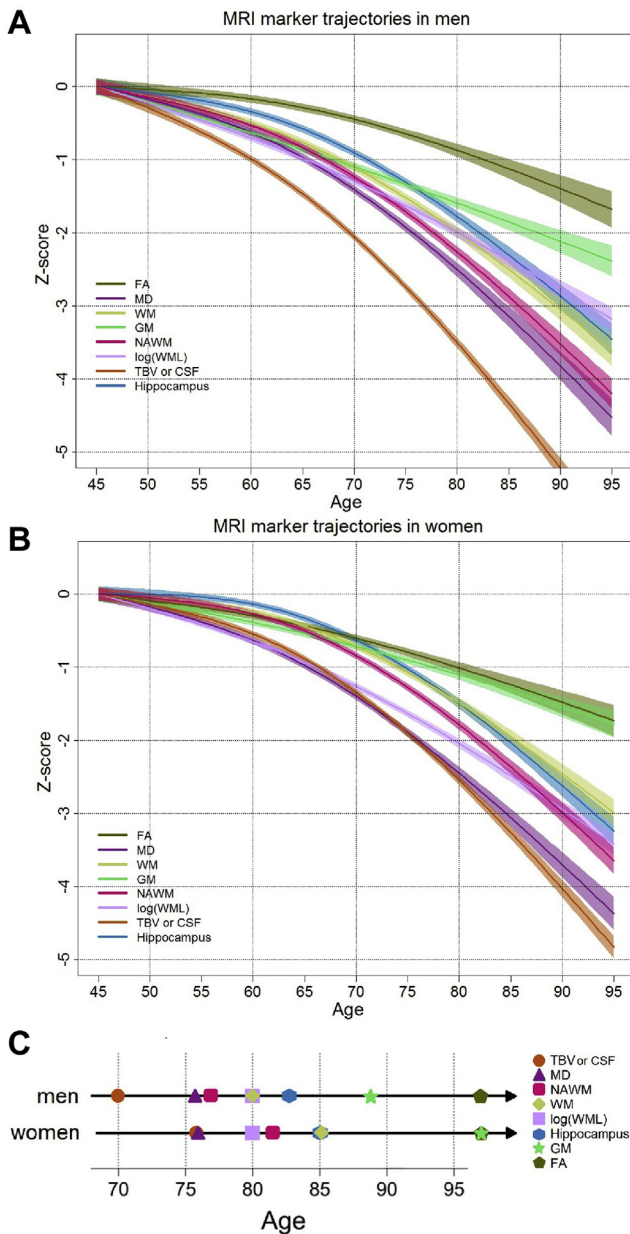 A
MRI marker trajectories in men
0
-1
-2
-3
-4
-5
Z-score
FA
MD
WM
GM
NAWM
log(WML)
TBV or CSF
Hippocampus
45 50 55 60 65 70 75 80 85 90 95
Age
B
MRI marker trajectories in women
0
-1
-2
-3
-4
-5
Z-score
FA
MD
WM
GM
NAWM
log(WML)
TBV or CSF
Hippocampus
45 50 55 60 65 70 75 80 85 90 95
Age
C
men
women
70 75 80 85 90 95
Age
TBV or CSF
MD
NAWM
WM
log(WML)
Hippocampus
GM
FA